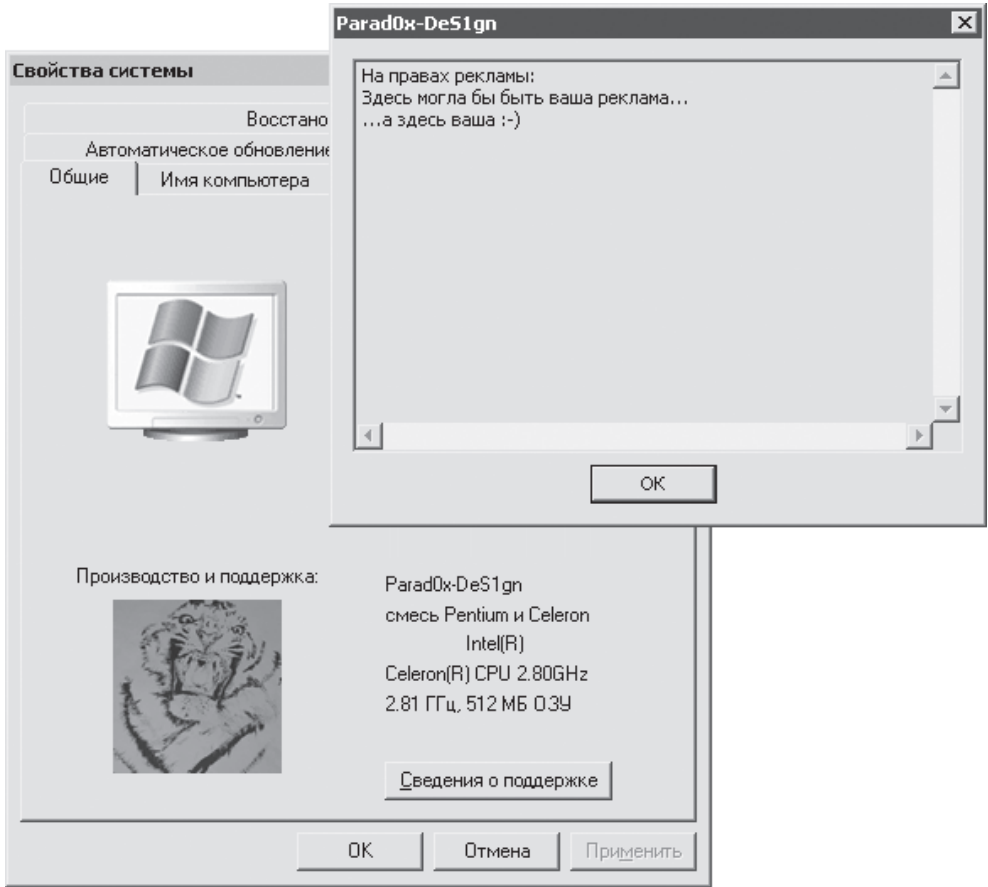 Parad0x-DeS1gn
На правах рекламы:
Здесь могла бы быть ваша реклама...
...а здесь ваша :-)
OK
Свойства системы
Восстано
Автоматическое обновление
Общие
Имя компьютера
Производство и поддержка:
Parad0x-DeS1gn
смесь Pentium и Celeron
Intel(R)
Celeron(R) CPU 2.80GHz
2.81 ГГц, 512 МБ ОЗУ
Сведения о поддержке
OK
Отмена
Применить